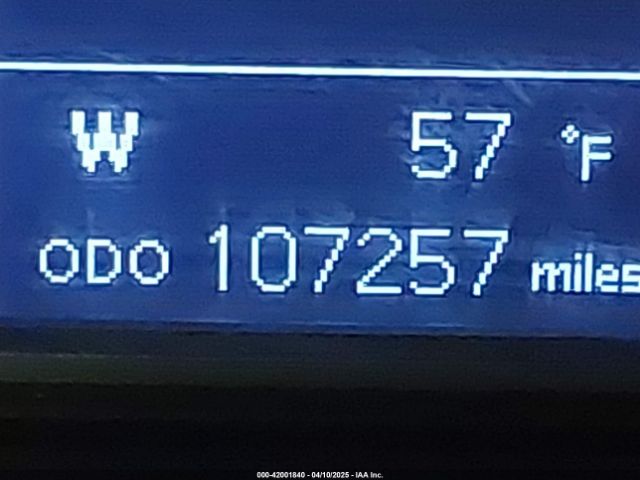 W 57 °F
ODO 107257 miles
000-42001840 - 04/10/2025 - IAA Inc.